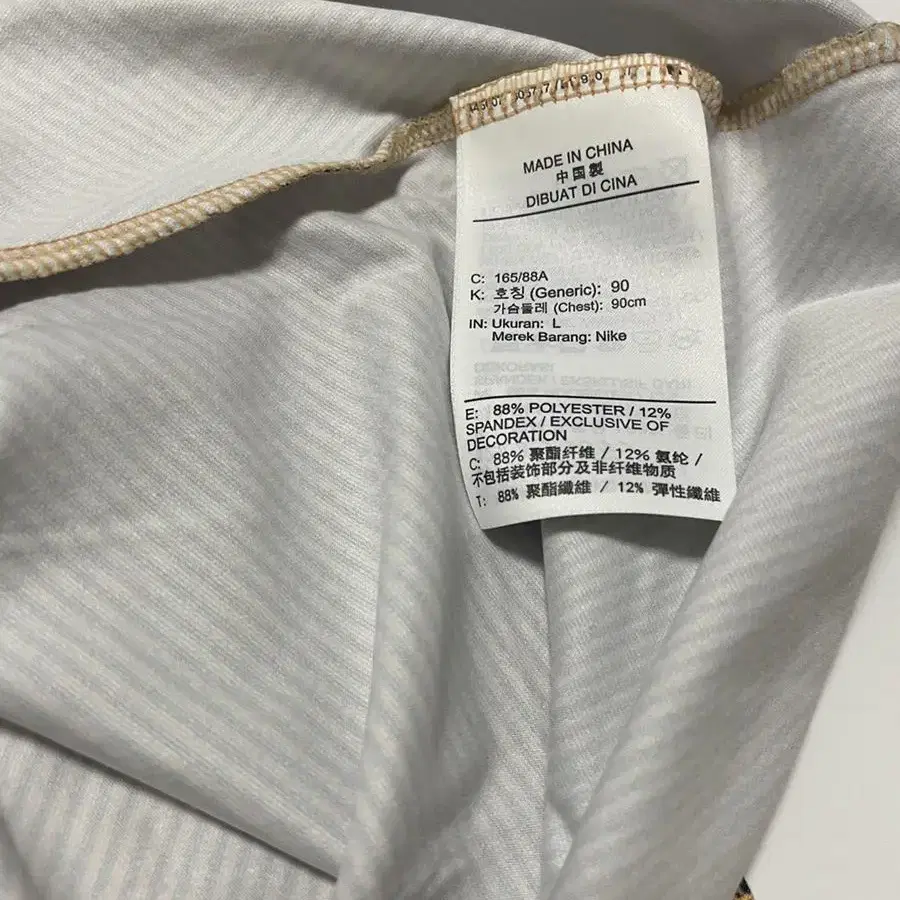 MADE IN CHINA
中国製
DIBUAT DI CINA
C: 165/88A
K: 호칭 (Generic): 90
가슴둘레 (Chest): 90cm
IN: Ukuran: L
Merek Barang: Nike
E: 88% POLYESTER / 12%
SPANDEX / EXCLUSIVE OF
DECORATION
C: 88% 聚酯纤维 / 12% 氨纶 /
不包括装饰部分及非纤维物质
T: 88% 聚酯纖維 / 12% 彈性纖維